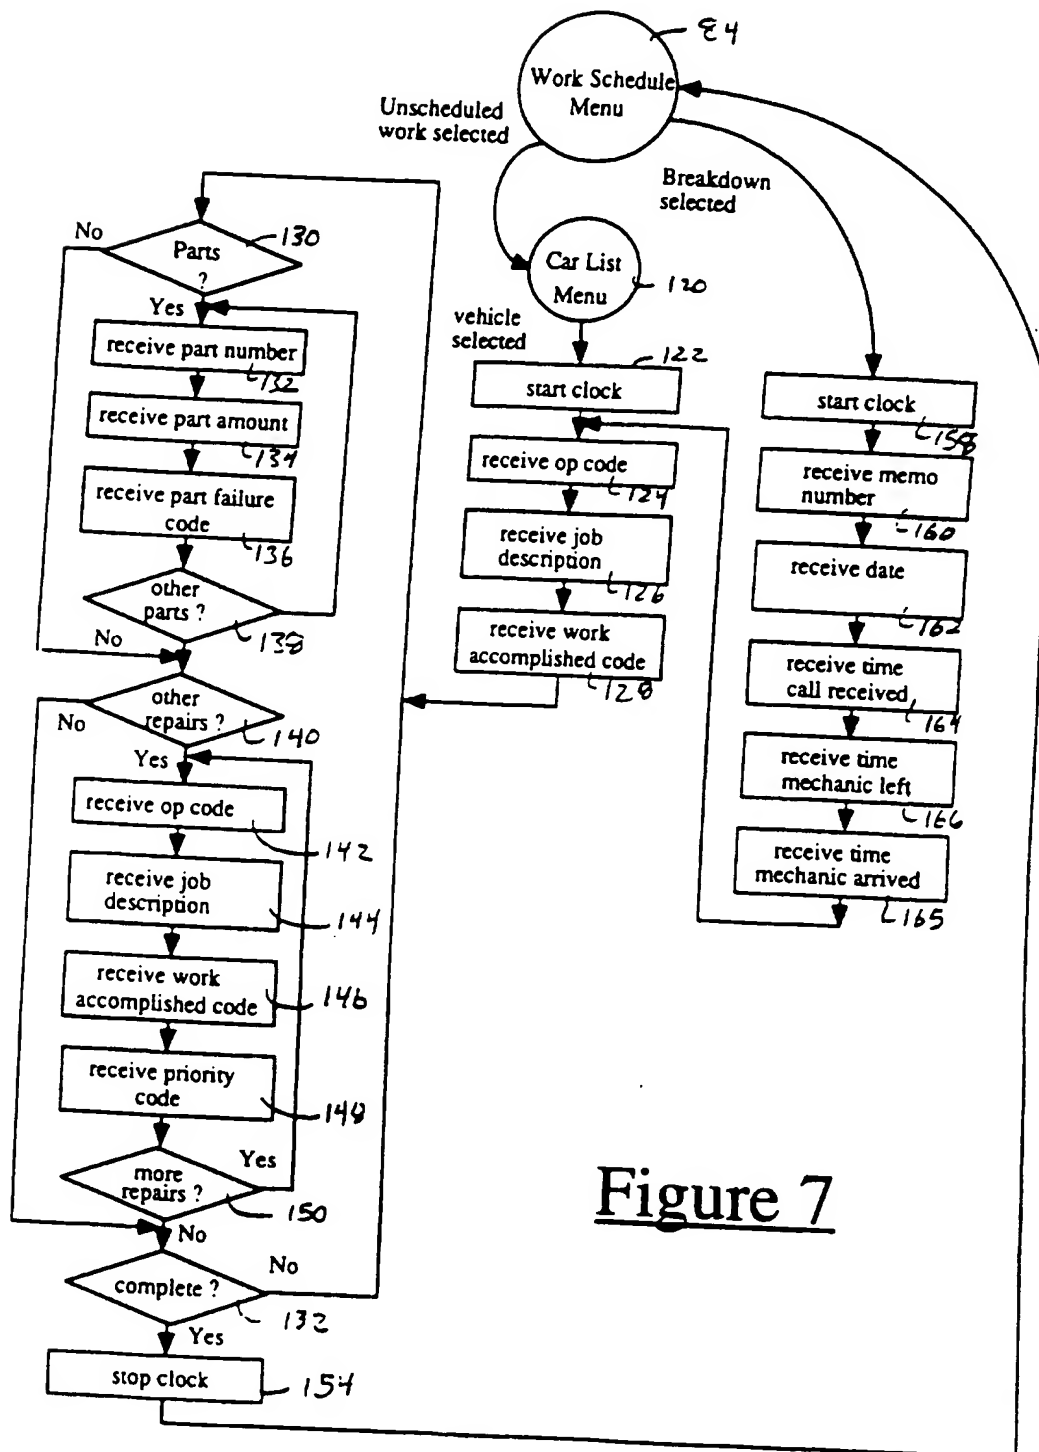 84
Work Schedule
Menu
Unscheduled
work selected
Breakdown
selected
Car List
Menu
120
vehicle
selected
122
start clock
receive op code
124
receive job
description
126
receive work
accomplished code
128
start clock
158
receive memo
number
160
receive date
162
receive time
call received
164
receive time
mechanic left
166
receive time
mechanic arrived
165
No
Parts
?
130
Yes
receive part number
132
receive part amount
134
receive part failure
code
136
other
parts ?
138
No
other
repairs ?
140
No
Yes
receive op code
142
receive job
description
144
receive work
accomplished code
146
receive priority
code
148
more
repairs ?
Yes
150
No
complete ?
No
132
Yes
stop clock
154
Figure 7